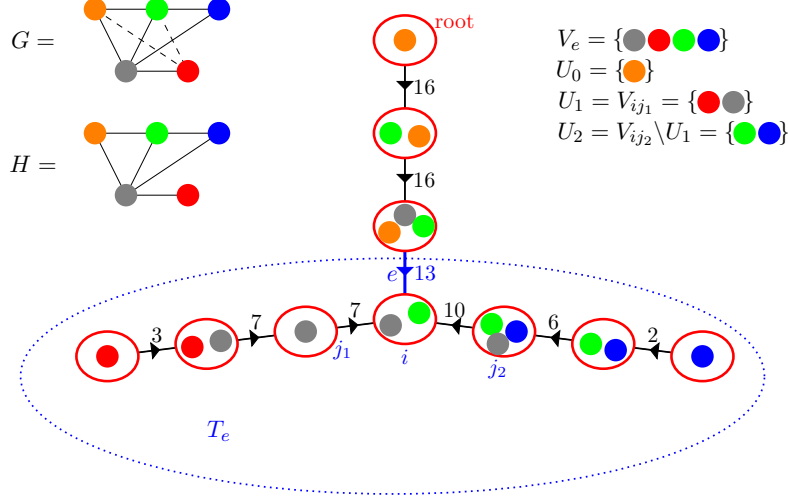 G =
root
V_e = {    }
U_0 = { }
U_1 = V_{ij_1} = {  }
U_2 = V_{ij_2}\U_1 = {  }
16
H =
16
e 13
3 7 7 10 6 2
j_1 i j_2
T_e